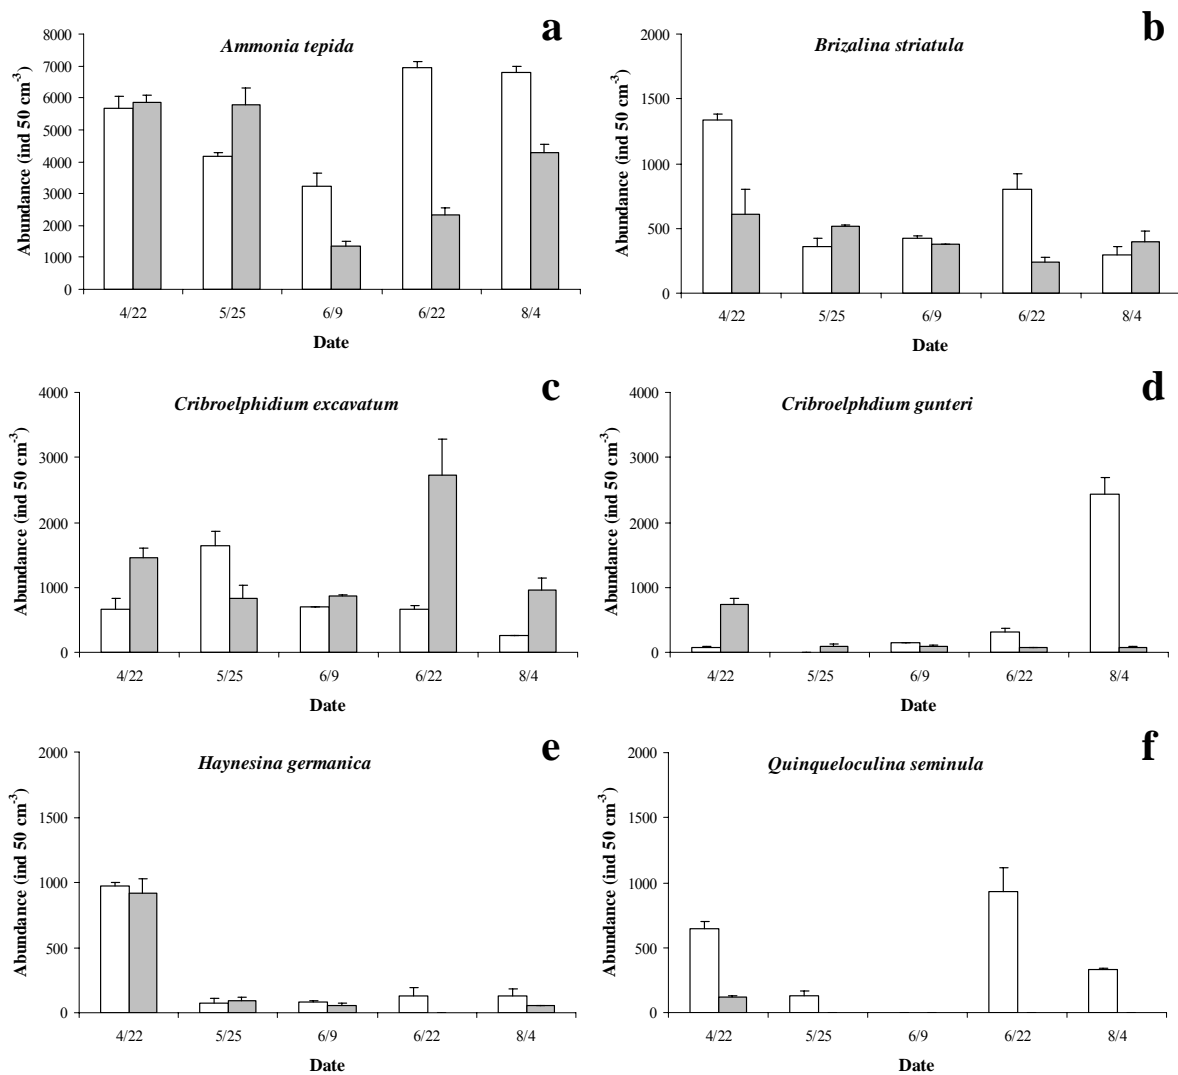 a
Ammonia tepida
Abundance (ind 50 cm-3)
8000
7000
6000
5000
4000
3000
2000
1000
0
4/22 5/25 6/9 6/22 8/4
Date
b
Brizalina striatula
Abundance (ind 50 cm-3)
2000
1500
1000
500
0
4/22 5/25 6/9 6/22 8/4
Date
c
Cribroelphidium excavatum
Abundance (ind 50 cm-3)
4000
3000
2000
1000
0
4/22 5/25 6/9 6/22 8/4
Date
d
Cribroelphdium gunteri
Abundance (ind 50 cm-3)
4000
3000
2000
1000
0
4/22 5/25 6/9 6/22 8/4
Date
e
Haynesina germanica
Abundance (ind 50 cm-3)
2000
1500
1000
500
0
4/22 5/25 6/9 6/22 8/4
Date
f
Quinqueloculina seminula
Abundance (ind 50 cm-3)
2000
1500
1000
500
0
4/22 5/25 6/9 6/22 8/4
Date